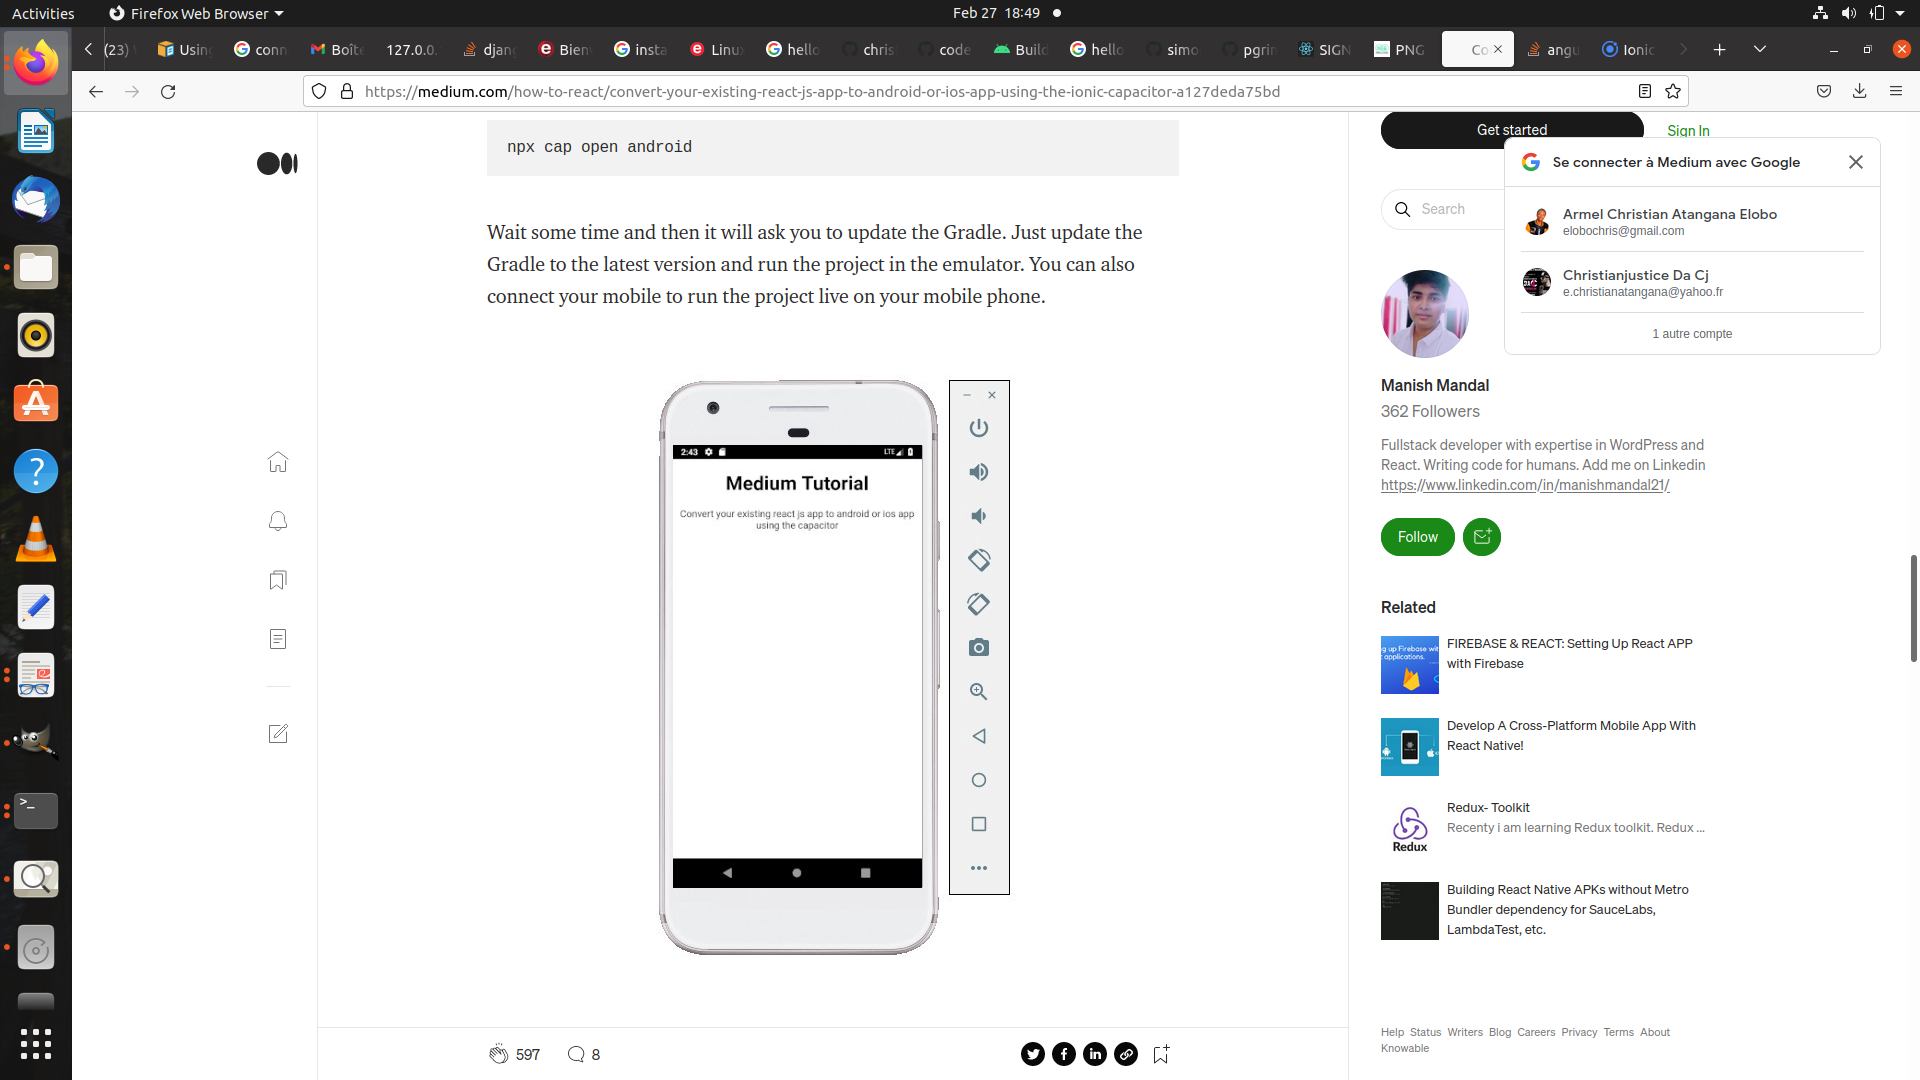 Activities
Firefox Web Browser
Feb 27 18:49
(23)
Using
conn
Boîte
127.0.0.
djang
Bien
insta
Linux
hello
chris
code
Build
hello
simo
pgrin
SIGN
PNG
Co
angu
Ionic
https://medium.com/how-to-react/convert-your-existing-react-js-app-to-android-or-ios-app-using-the-ionic-capacitor-a127deda75bd
npx cap open android
Wait some time and then it will ask you to update the Gradle. Just update the
Gradle to the latest version and run the project in the emulator. You can also
connect your mobile to run the project live on your mobile phone.
2:43
LTE
Medium Tutorial
Convert your existing react js app to android or ios app
using the capacitor
597
8
Get started
Sign In
Search
Se connecter à Medium avec Google
Armel Christian Atangana Elobo
elobochris@gmail.com
Christianjustice Da Cj
e.christianatangana@yahoo.fr
1 autre compte
Manish Mandal
362 Followers
Fullstack developer with expertise in WordPress and
React. Writing code for humans. Add me on Linkedin
https://www.linkedin.com/in/manishmandal21/
Follow
Related
g up Firebase wit
applications.
FIREBASE & REACT: Setting Up React APP
with Firebase
Develop A Cross-Platform Mobile App With
React Native!
Redux
Redux- Toolkit
Recenty i am learning Redux toolkit. Redux ...
Building React Native APKs without Metro
Bundler dependency for SauceLabs,
LambdaTest, etc.
Help Status Writers Blog Careers Privacy Terms About
Knowable